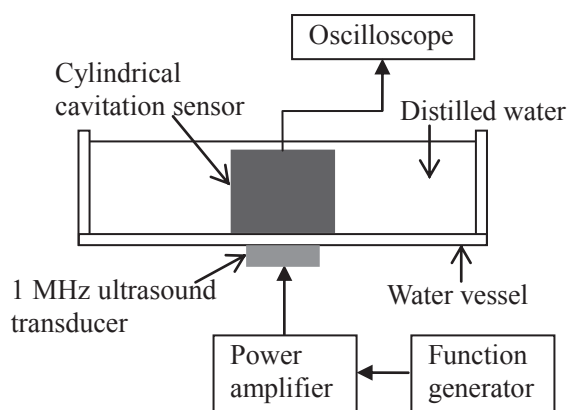 Oscilloscope
Cylindrical
cavitation sensor
Distilled water
1 MHz ultrasound
transducer
Water vessel
Power
amplifier
Function
generator